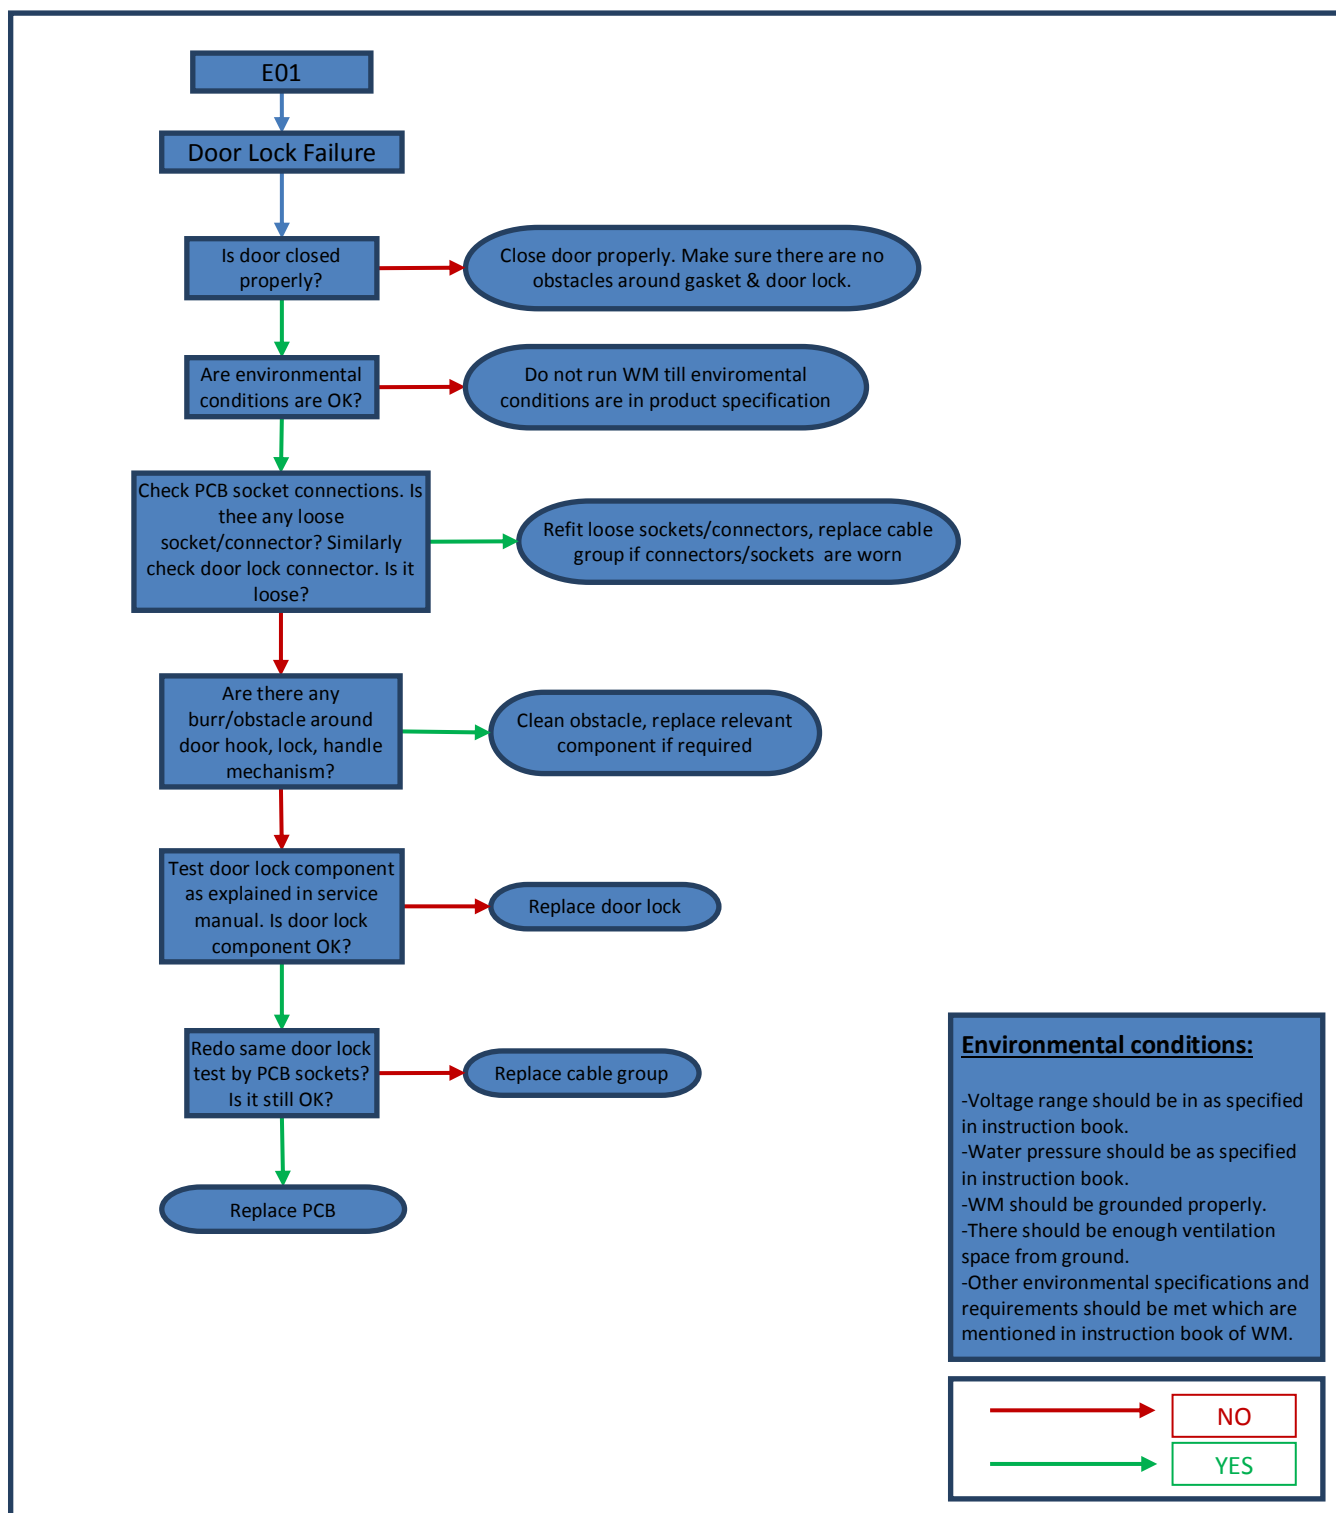 E01
Door Lock Failure
Is door closed
properly?
Close door properly. Make sure there are no
obstacles around gasket & door lock.
Are environmental
conditions are OK?
Do not run WM till enviromental
conditions are in product specification
Check PCB socket connections. Is
thee any loose
socket/connector? Similarly
check door lock connector. Is it
loose?
Refit loose sockets/connectors, replace cable
group if connectors/sockets  are worn
Are there any
burr/obstacle around
door hook, lock, handle
mechanism?
Clean obstacle, replace relevant
component if required
Test door lock component
as explained in service
manual. Is door lock
component OK?
Replace door lock
Redo same door lock
test by PCB sockets?
Is it still OK?
Replace cable group
Replace PCB
Environmental conditions:
-Voltage range should be in as specified
in instruction book.
-Water pressure should be as specified
in instruction book.
-WM should be grounded properly.
-There should be enough ventilation
space from ground.
-Other environmental specifications and
requirements should be met which are
mentioned in instruction book of WM.
NO
YES